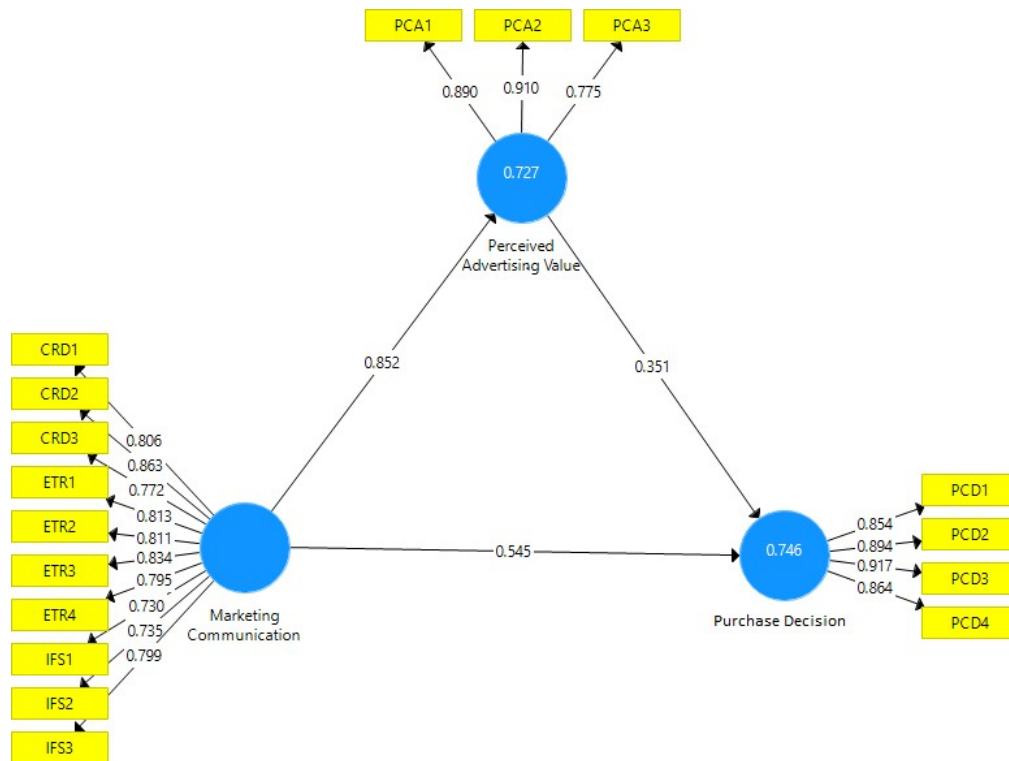 PCA1 PCA2 PCA3
0.890 0.910 0.775
0.727
Perceived
Advertising Value
0.852
0.351
CRD1
CRD2
CRD3
ETR1
ETR2
ETR3
ETR4
IFS1
IFS2
IFS3
0.806
0.863
0.772
0.813
0.811
0.834
0.795
0.730
0.735
0.799
Marketing
Communication
0.545
0.746
Purchase Decision
0.854
0.894
0.917
0.864
PCD1
PCD2
PCD3
PCD4